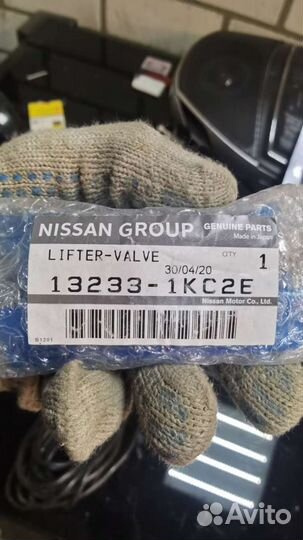 NISSAN GROUP GENUINE PARTS
Made in Japan
LIFTER-VALVE QTY 1
30/04/20
13233-1KC2E
Nissan Motor Co., Ltd.
B1201
Avito